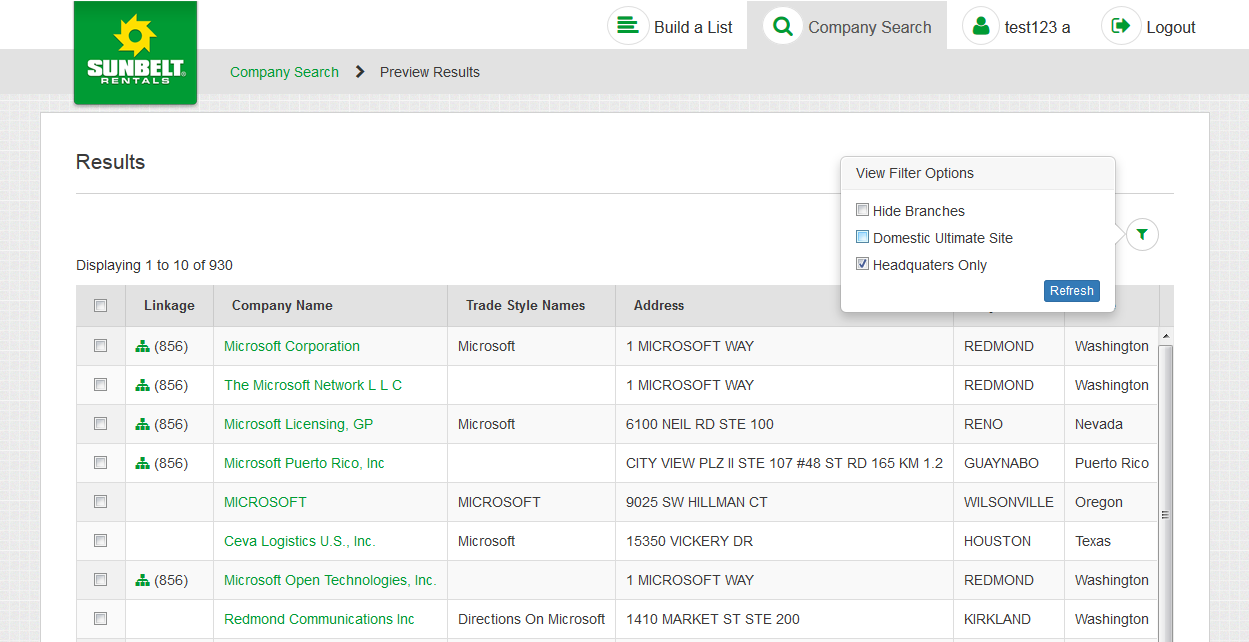 Build a List
Company Search
test123 a
Logout
SUNBELT®
RENTALS
Company Search > Preview Results
Results
View Filter Options
Hide Branches
Domestic Ultimate Site
Headquaters Only
Refresh
Displaying 1 to 10 of 930
Linkage Company Name Trade Style Names Address
(856) Microsoft Corporation Microsoft 1 MICROSOFT WAY REDMOND Washington
(856) The Microsoft Network L L C 1 MICROSOFT WAY REDMOND Washington
(856) Microsoft Licensing, GP Microsoft 6100 NEIL RD STE 100 RENO Nevada
(856) Microsoft Puerto Rico, Inc CITY VIEW PLZ II STE 107 #48 ST RD 165 KM 1.2 GUAYNABO Puerto Rico
MICROSOFT MICROSOFT 9025 SW HILLMAN CT WILSONVILLE Oregon
Ceva Logistics U.S., Inc. Microsoft 15350 VICKERY DR HOUSTON Texas
(856) Microsoft Open Technologies, Inc. 1 MICROSOFT WAY REDMOND Washington
Redmond Communications Inc Directions On Microsoft 1410 MARKET ST STE 200 KIRKLAND Washington